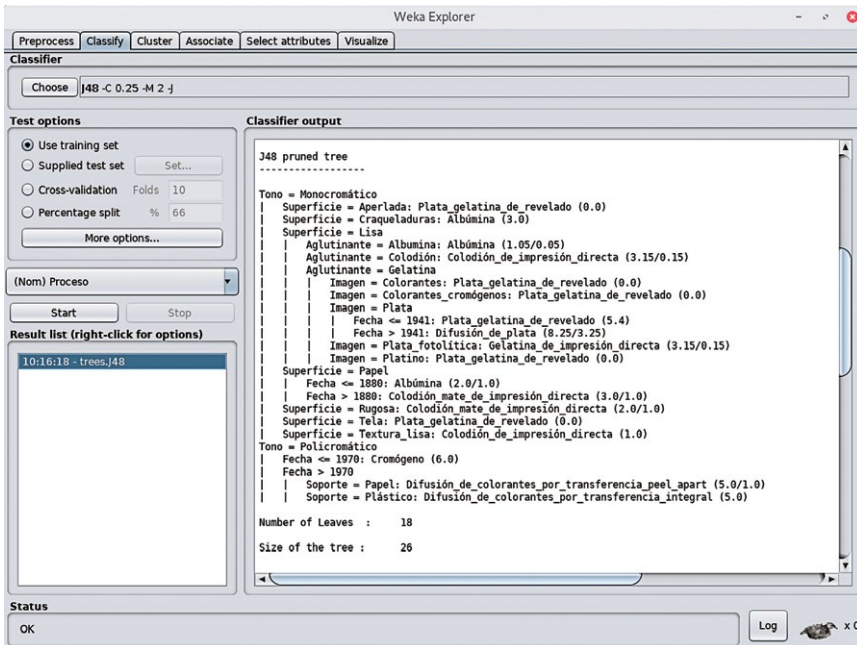 Weka Explorer
Preprocess Classify Cluster Associate Select attributes Visualize
Classifier
Choose J48 -C 0.25 -M 2 -J
Test options
Use training set
Supplied test set Set...
Cross-validation Folds 10
Percentage split % 66
More options...
(Nom) Proceso
Start Stop
Result list (right-click for options)
10:16:18 - trees.J48
Classifier output
J48 pruned tree
------------------
Tono = Monocromático
| Superficie = Aperlada: Plata_gelatina_de_revelado (0.0)
| Superficie = Craqueladuras: Albúmina (3.0)
| Superficie = Lisa
| | Aglutinante = Albumina: Albúmina (1.05/0.05)
| | Aglutinante = Colodión: Colodión_de_impresión_directa (3.15/0.15)
| | Aglutinante = Gelatina
| | | Imagen = Colorantes: Plata_gelatina_de_revelado (0.0)
| | | Imagen = Colorantes_cromógenos: Plata_gelatina_de_revelado (0.0)
| | | Imagen = Plata
| | | | Fecha <= 1941: Plata_gelatina_de_revelado (5.4)
| | | | Fecha > 1941: Difusión_de_plata (8.25/3.25)
| | | Imagen = Plata_fotolítica: Gelatina_de_impresión_directa (3.15/0.15)
| | | Imagen = Platino: Plata_gelatina_de_revelado (0.0)
| Superficie = Papel
| | Fecha <= 1880: Albúmina (2.0/1.0)
| | Fecha > 1880: Colodión_mate_de_impresión_directa (3.0/1.0)
| Superficie = Rugosa: Colodión_mate_de_impresión_directa (2.0/1.0)
| Superficie = Tela: Plata_gelatina_de_revelado (0.0)
| Superficie = Textura_lisa: Colodión_de_impresión_directa (1.0)
Tono = Policromático
| Fecha <= 1970: Cromógeno (6.0)
| Fecha > 1970
| | Soporte = Papel: Difusión_de_colorantes_por_transferencia_peel_apart (5.0/1.0)
| | Soporte = Plástico: Difusión_de_colorantes_por_transferencia_integral (5.0)
Number of Leaves : 18
Size of the tree : 26
Status
OK
Log
x 0